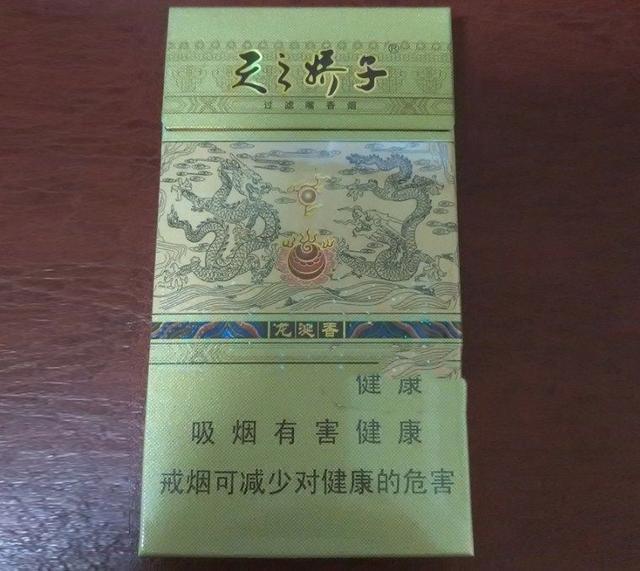 天之娇子®
过滤嘴香烟
龙涎香
健康
吸烟有害健康
戒烟可减少对健康的危害